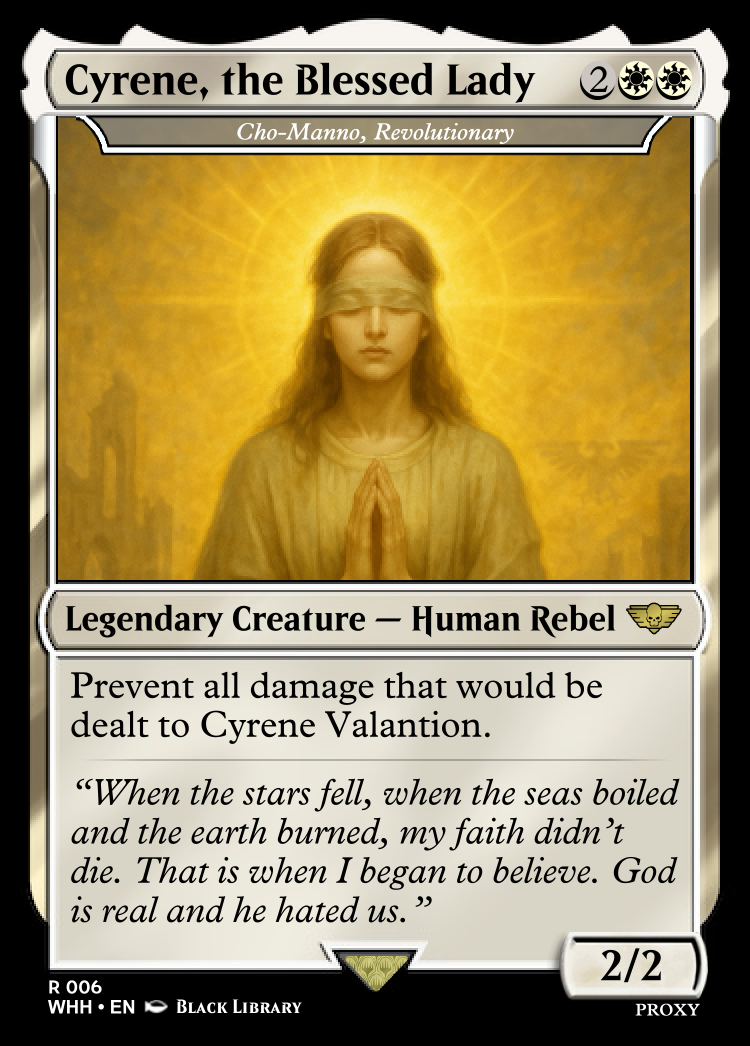 Cyrene, the Blessed Lady 2
Cho-Manno, Revolutionary
Legendary Creature — Human Rebel
Prevent all damage that would be
dealt to Cyrene Valantion.
“When the stars fell, when the seas boiled
and the earth burned, my faith didn’t
die. That is when I began to believe. God
is real and he hated us.”
2/2
R 006
WHH • EN BLACK LIBRARY
PROXY